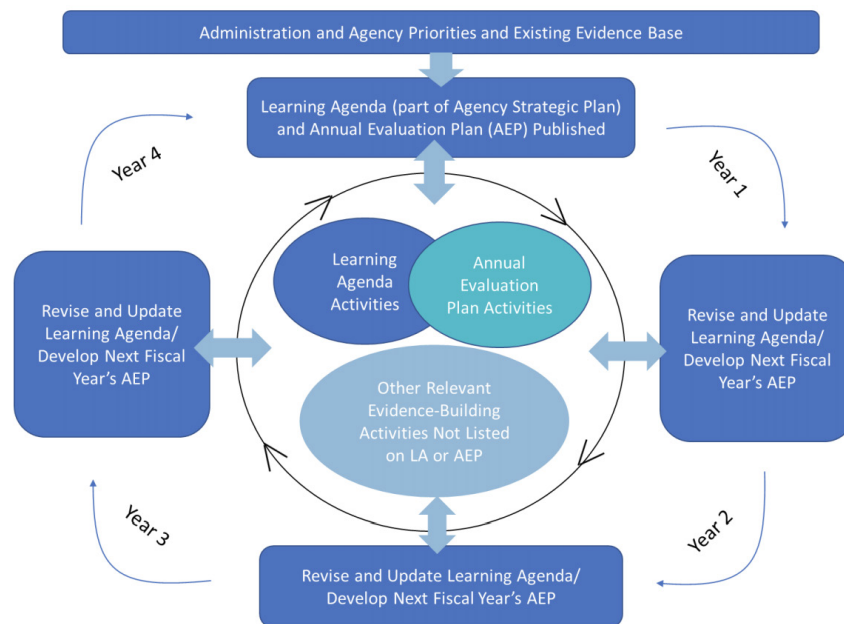 Administration and Agency Priorities and Existing Evidence Base
Learning Agenda (part of Agency Strategic Plan)
and Annual Evaluation Plan (AEP) Published
Year 4
Year 1
Learning
Agenda
Activities
Annual
Evaluation
Plan Activities
Revise and Update
Learning Agenda/
Develop Next Fiscal
Year's AEP
Revise and Update
Learning Agenda/
Develop Next Fiscal
Year's AEP
Other Relevant
Evidence-Building
Activities Not Listed
on LA or AEP
Year 3
Year 2
Revise and Update Learning Agenda/
Develop Next Fiscal Year's AEP